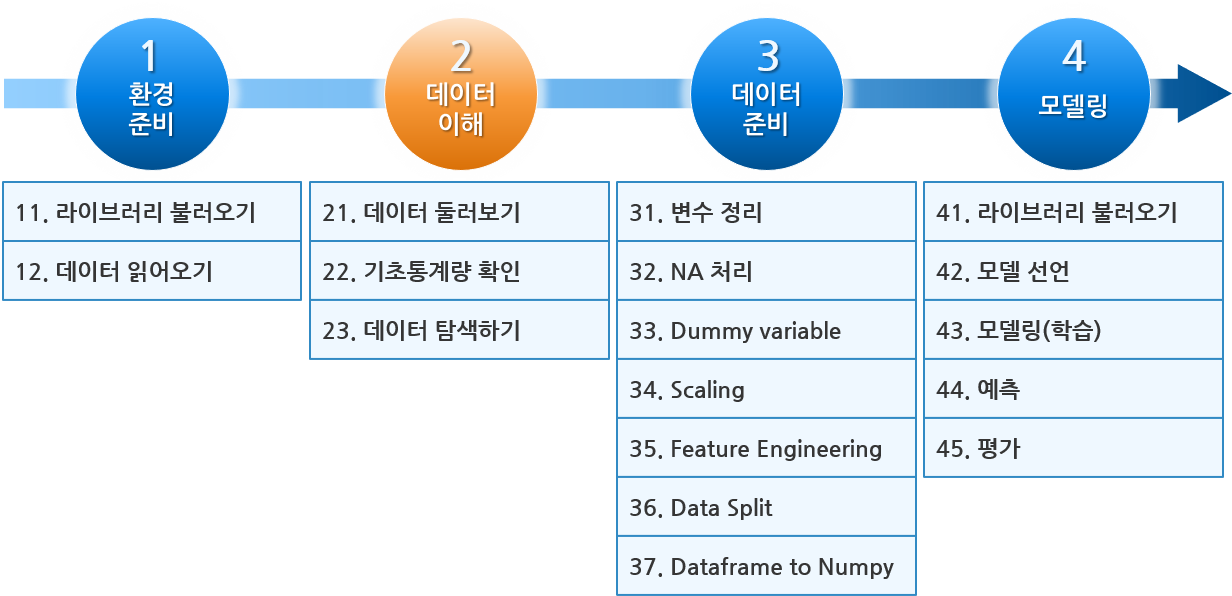 1
환경
준비
2
데이터
이해
3
데이터
준비
4
모델링
11. 라이브러리 불러오기
12. 데이터 읽어오기
21. 데이터 둘러보기
22. 기초통계량 확인
23. 데이터 탐색하기
31. 변수 정리
32. NA 처리
33. Dummy variable
34. Scaling
35. Feature Engineering
36. Data Split
37. Dataframe to Numpy
41. 라이브러리 불러오기
42. 모델 선언
43. 모델링(학습)
44. 예측
45. 평가